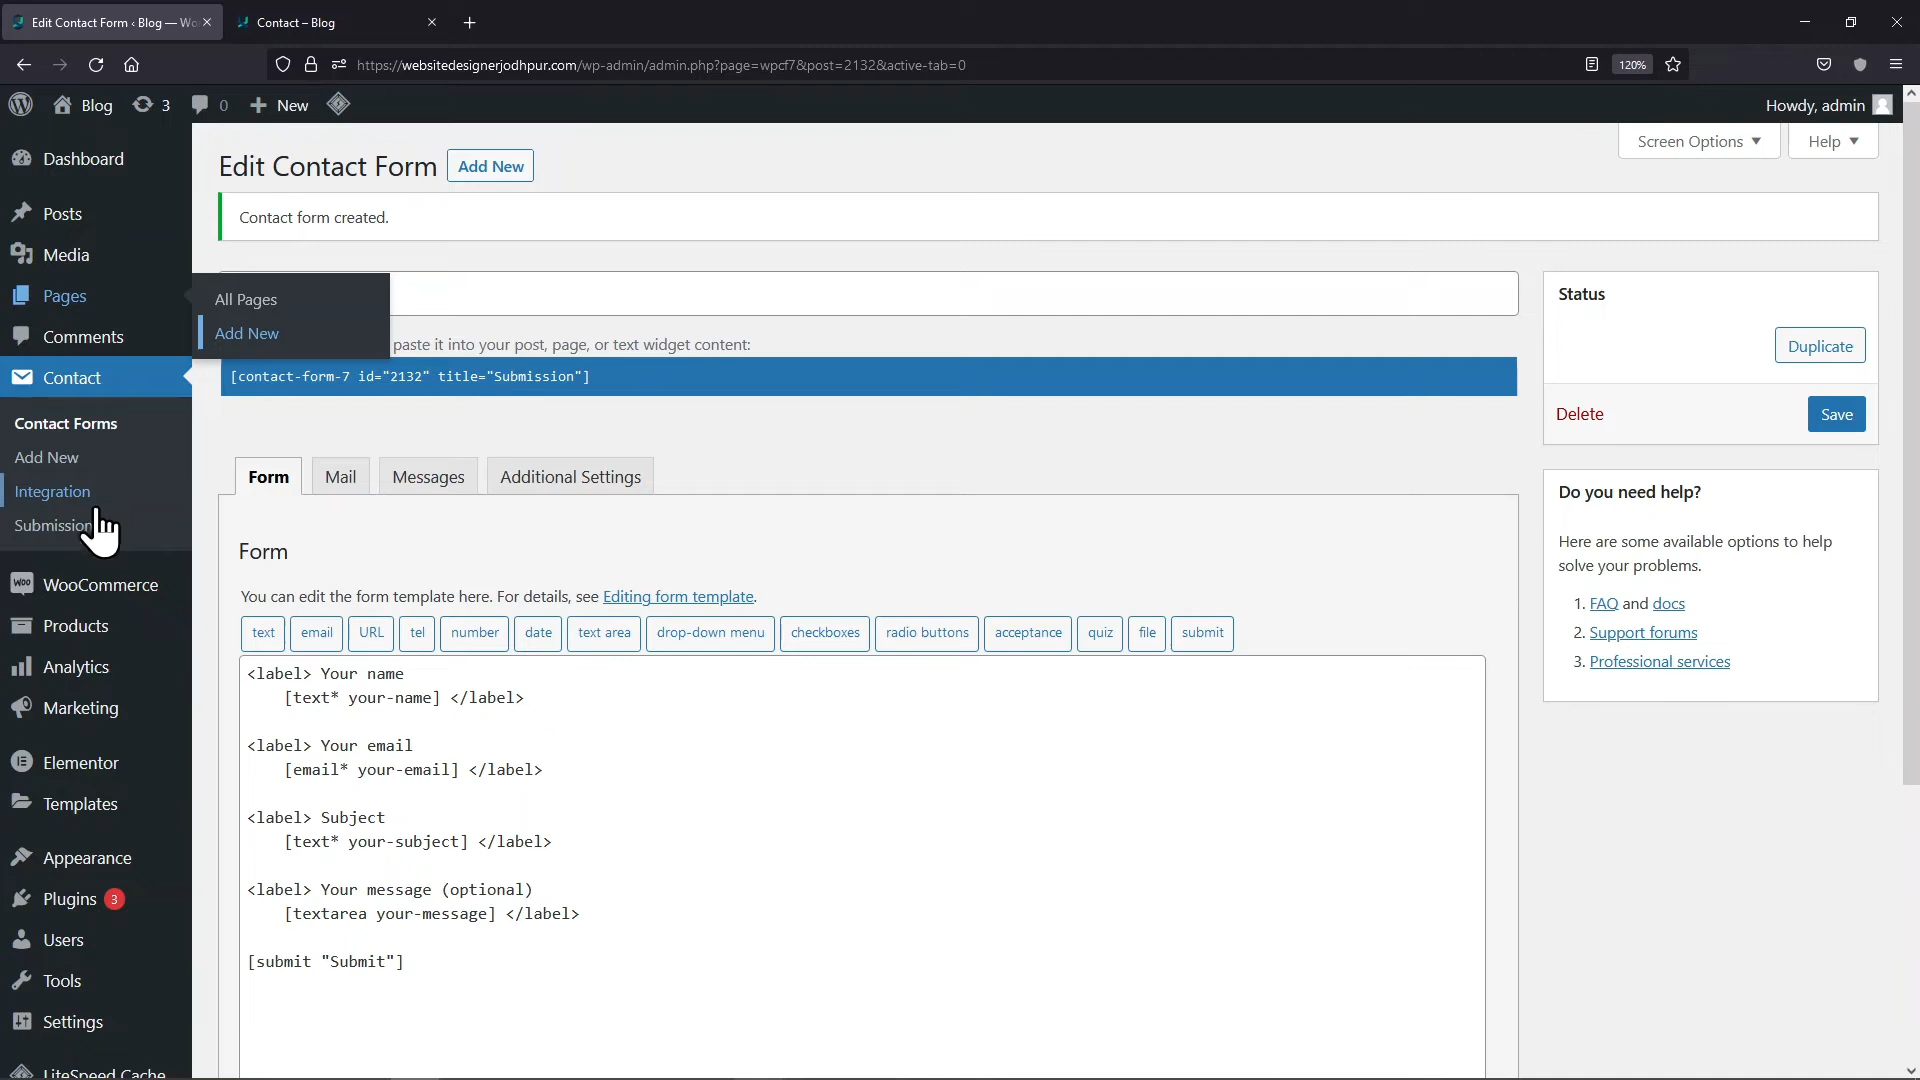 Edit Contact Form ‹ Blog — Wo
Contact – Blog
https://websitedesignerjodhpur.com/wp-admin/admin.php?page=wpcf7&post=2132&active-tab=0
120%
Blog
3
0
New
Howdy, admin
Dashboard
Posts
Media
Pages
Comments
Contact
Contact Forms
Add New
Integration
Submission
WooCommerce
Products
Analytics
Marketing
Elementor
Templates
Appearance
Plugins 3
Users
Tools
Settings
LiteSpeed Cache
All Pages
Add New
Edit Contact Form
Add New
Screen Options
Help
Contact form created.
paste it into your post, page, or text widget content:
[contact-form-7 id="2132" title="Submission"]
Form
Mail
Messages
Additional Settings
Form
You can edit the form template here. For details, see Editing form template.
text
email
URL
tel
number
date
text area
drop-down menu
checkboxes
radio buttons
acceptance
quiz
file
submit
<label> Your name
[text* your-name] </label>
<label> Your email
[email* your-email] </label>
<label> Subject
[text* your-subject] </label>
<label> Your message (optional)
[textarea your-message] </label>
[submit "Submit"]
Status
Duplicate
Delete
Save
Do you need help?
Here are some available options to help
solve your problems.
1. FAQ and docs
2. Support forums
3. Professional services